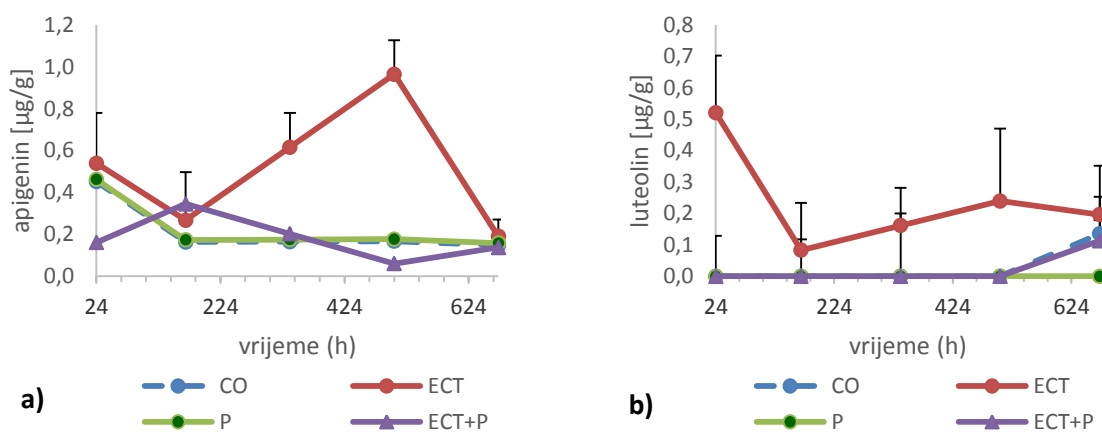 apigenin [µg/g]
1,2
1,0
0,8
0,6
0,4
0,2
0,0
24 224 424 624
vrijeme (h)
CO ECT
P ECT+P
a)
luteolin [µg/g]
0,8
0,7
0,6
0,5
0,4
0,3
0,2
0,1
0,0
24 224 424 624
vrijeme (h)
CO ECT
P ECT+P
b)